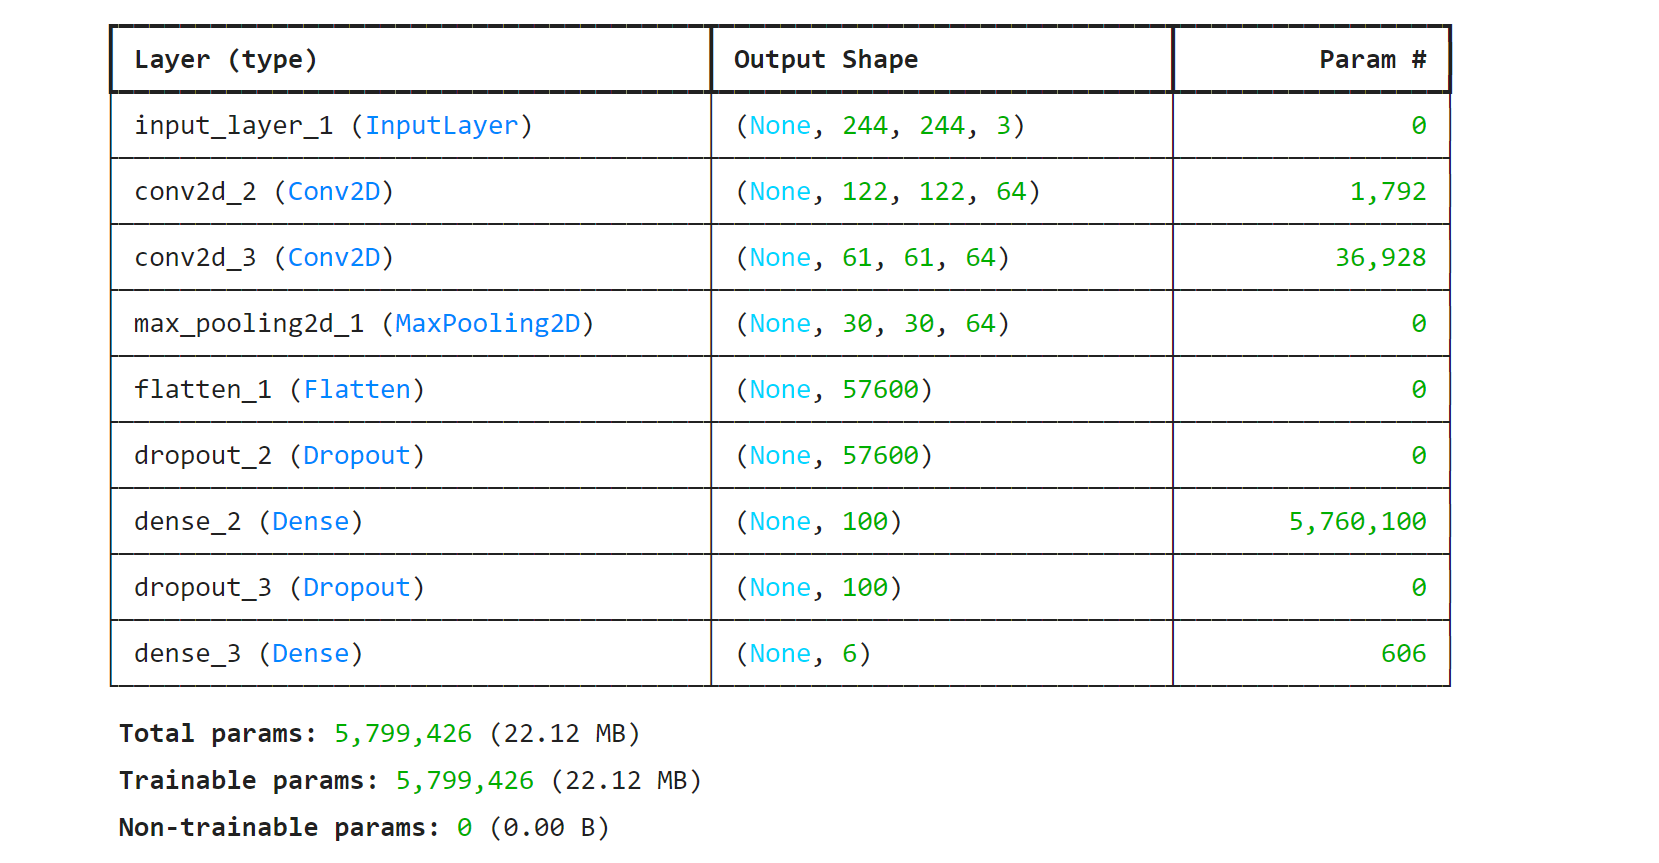 Layer (type) Output Shape Param #
input_layer_1 (InputLayer) (None, 244, 244, 3) 0
conv2d_2 (Conv2D) (None, 122, 122, 64) 1,792
conv2d_3 (Conv2D) (None, 61, 61, 64) 36,928
max_pooling2d_1 (MaxPooling2D) (None, 30, 30, 64) 0
flatten_1 (Flatten) (None, 57600) 0
dropout_2 (Dropout) (None, 57600) 0
dense_2 (Dense) (None, 100) 5,760,100
dropout_3 (Dropout) (None, 100) 0
dense_3 (Dense) (None, 6) 606
Total params: 5,799,426 (22.12 MB)
Trainable params: 5,799,426 (22.12 MB)
Non-trainable params: 0 (0.00 B)